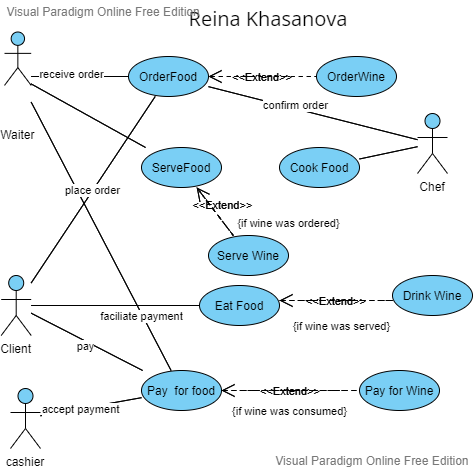 Visual Paradigm Online Free Edition
Reina Khasanova
receive order
OrderFood
<<Extend>>
OrderWine
confirm order
Waiter
ServeFood
Cook Food
Chef
place order
<<Extend>>
{if wine was ordered}
Serve Wine
Eat Food
<<Extend>>
Drink Wine
faciliate payment
{if wine was served}
Client
pay
Pay for food
<<Extend>>
Pay for Wine
accept payment
{if wine was consumed}
cashier
Visual Paradigm Online Free Edition